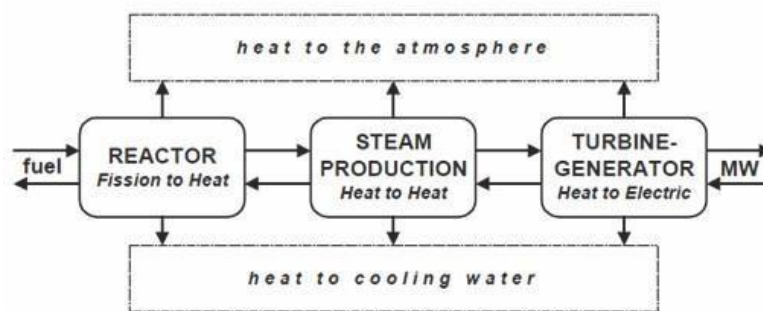 heat to the atmosphere
fuel
REACTOR
Fission to Heat
STEAM
PRODUCTION
Heat to Heat
TURBINE-
GENERATOR
Heat to Electric
MW
heat to cooling water